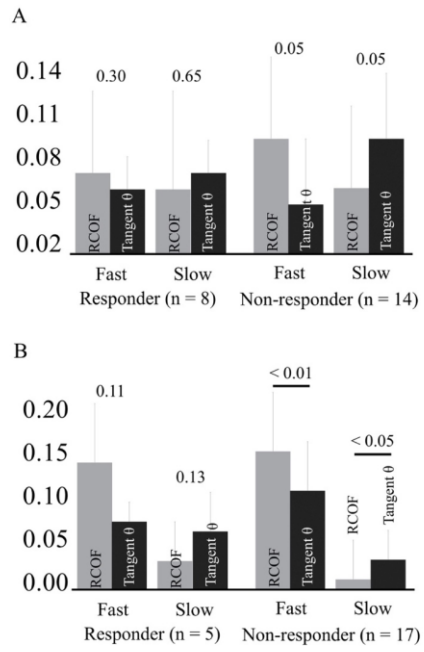 A
0.14
0.11
0.08
0.05
0.02
0.30
0.65
0.05
0.05
RCOF
Tangent θ
RCOF
Tangent θ
RCOF
Tangent θ
RCOF
Tangent θ
Fast
Slow
Fast
Slow
Responder (n = 8)
Non-responder (n = 14)
B
0.20
0.15
0.10
0.05
0.00
0.11
0.13
< 0.01
< 0.05
RCOF
Tangent θ
RCOF
Tangent θ
RCOF
Tangent θ
RCOF
Tangent θ
Fast
Slow
Fast
Slow
Responder (n = 5)
Non-responder (n = 17)